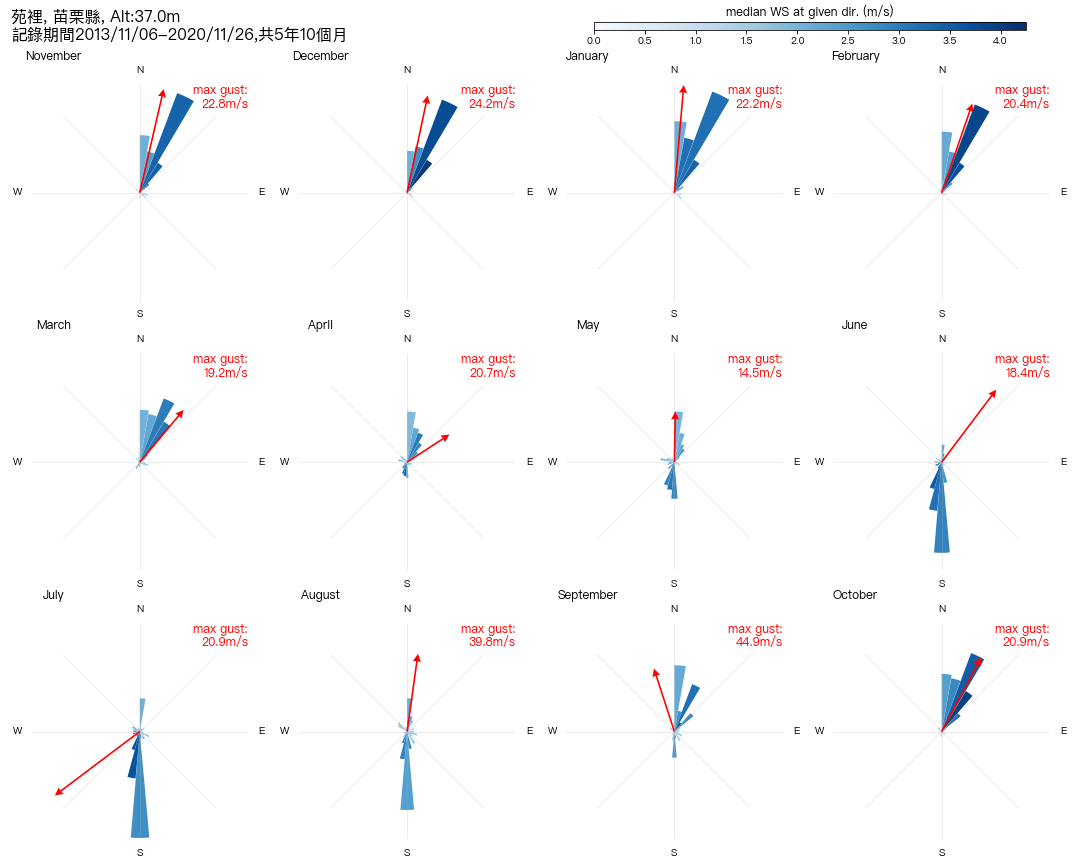 苑裡, 苗栗縣, Alt:37.0m
記錄期間2013/11/06–2020/11/26,共5年10個月
median WS at given dir. (m/s)
0.0 0.5 1.0 1.5 2.0 2.5 3.0 3.5 4.0
November
N
max gust:
22.8m/s
W
E
S
December
N
max gust:
24.2m/s
W
E
S
January
N
max gust:
22.2m/s
W
E
S
February
N
max gust:
20.4m/s
W
E
S
March
N
max gust:
19.2m/s
W
E
S
April
N
max gust:
20.7m/s
W
E
S
May
N
max gust:
14.5m/s
W
E
S
June
N
max gust:
18.4m/s
W
E
S
July
N
max gust:
20.9m/s
W
E
S
August
N
max gust:
39.8m/s
W
E
S
September
N
max gust:
44.9m/s
W
E
S
October
N
max gust:
20.9m/s
W
E
S